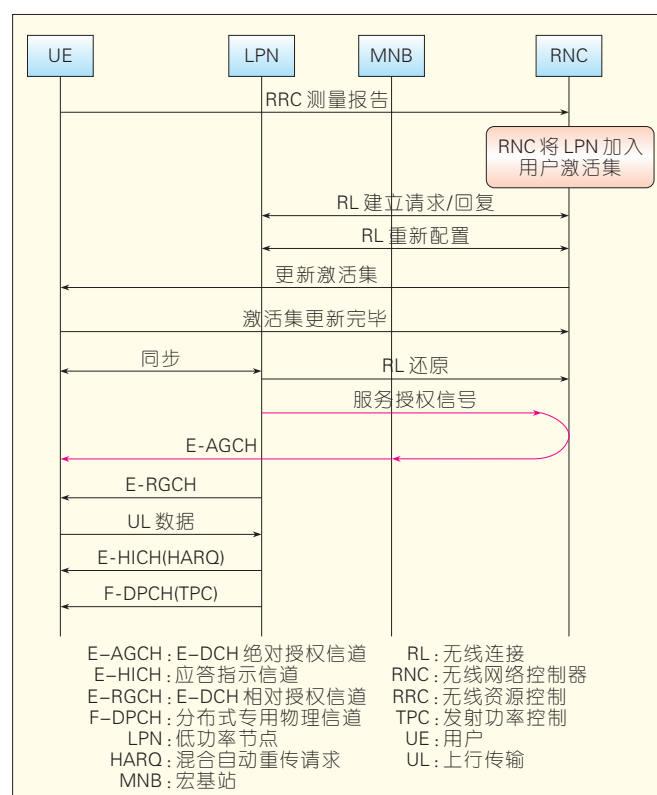 UE LPN MNB RNC
RRC 测量报告
RNC 将 LPN 加入
用户激活集
RL 建立请求/回复
RL 重新配置
更新激活集
激活集更新完毕
同步
RL 还原
服务授权信号
E-AGCH
E-RGCH
UL 数据
E-HICH(HARQ)
F-DPCH(TPC)
E-AGCH：E-DCH 绝对授权信道
E-HICH：应答指示信道
E-RGCH：E-DCH 相对授权信道
F-DPCH：分布式专用物理信道
LPN：低功率节点
HARQ：混合自动重传请求
MNB：宏基站
RL：无线连接
RNC：无线网络控制器
RRC：无线资源控制
TPC：发射功率控制
UE：用户
UL：上行传输